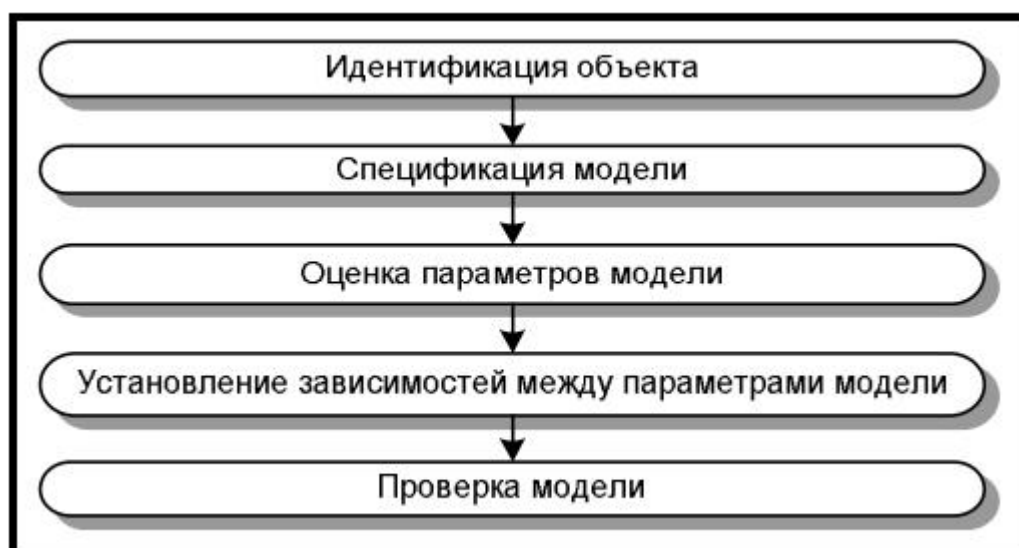 Идентификация объекта
Спецификация модели
Оценка параметров модели
Установление зависимостей между параметрами модели
Проверка модели